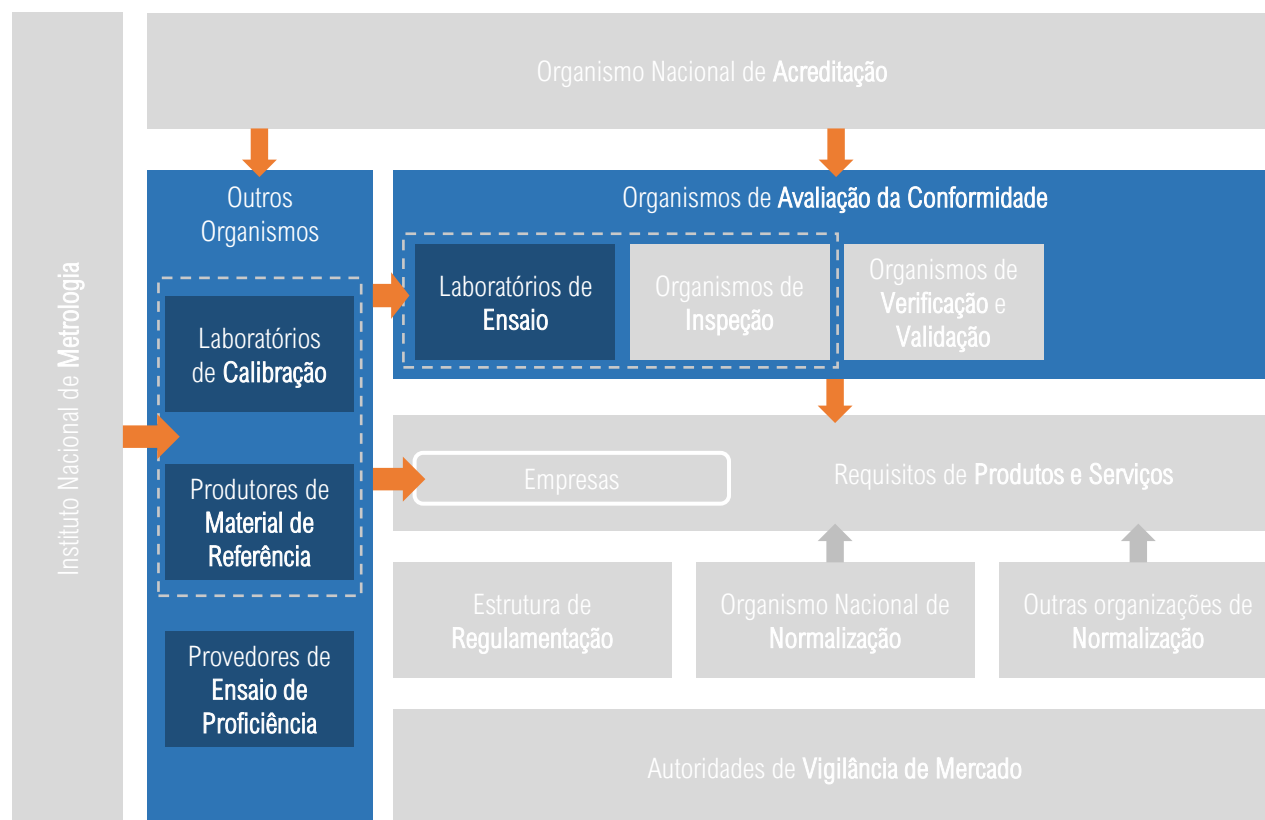 Organismo Nacional de Acreditação
Instituto Nacional de Metrologia
Outros
Organismos
Laboratórios
de Calibração
Produtores de
Material de
Referência
Provedores de
Ensaio de
Proficiência
Organismos de Avaliação da Conformidade
Laboratórios de
Ensaio
Organismos de
Inspeção
Organismos de
Verificação e
Validação
Empresas
Requisitos de Produtos e Serviços
Estrutura de
Regulamentação
Organismo Nacional de
Normalização
Outras organizações de
Normalização
Autoridades de Vigilância de Mercado